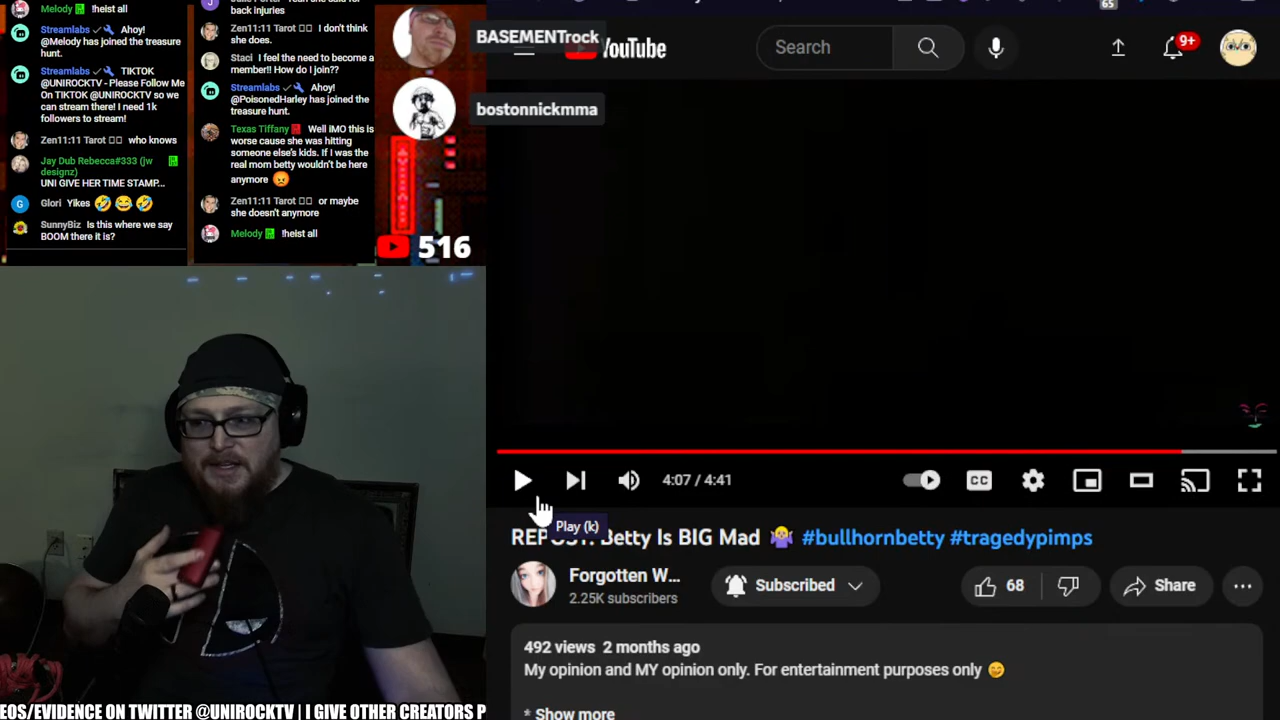 Melody !heist all
Streamlabs Ahoy!
@Melody has joined the treasure
hunt.
Streamlabs TIKTOK
@UNIROCKTV - Please Follow Me
On TIKTOK @UNIROCKTV so we
can stream there! I need 1k
followers to stream!
Zen11:11 Tarot who knows
Jay Dub Rebecca#333 (jw
designz)
UNI GIVE HER TIME STAMP...
Glori Yikes 🤣😂🤣
SunnyBiz Is this where we say
BOOM there it is?
back injuries
Zen11:11 Tarot I don't think
she does.
Staci I feel the need to become a
member!! How do I join??
Streamlabs Ahoy!
@PoisonedHarley has joined the
treasure hunt.
Texas Tiffany Well iMO this is
worse cause she was hitting
someone else's kids. If I was the
real mom betty wouldn't be here
anymore 😡
Zen11:11 Tarot or maybe
she doesn't anymore
Melody !heist all
BASEMENTrock
bostonnickmma
516
65
YouTube
Search
9+
4:07 / 4:41
CC
Play (k)
Betty Is BIG Mad 🤷‍♀️ #bullhornbetty #tragedypimps
Forgotten W...
2.25K subscribers
Subscribed
68
Share
492 views 2 months ago
My opinion and MY opinion only. For entertainment purposes only 🤭
* Show more
EOS/EVIDENCE ON TWITTER @UNIROCKTV | I GIVE OTHER CREATORS P